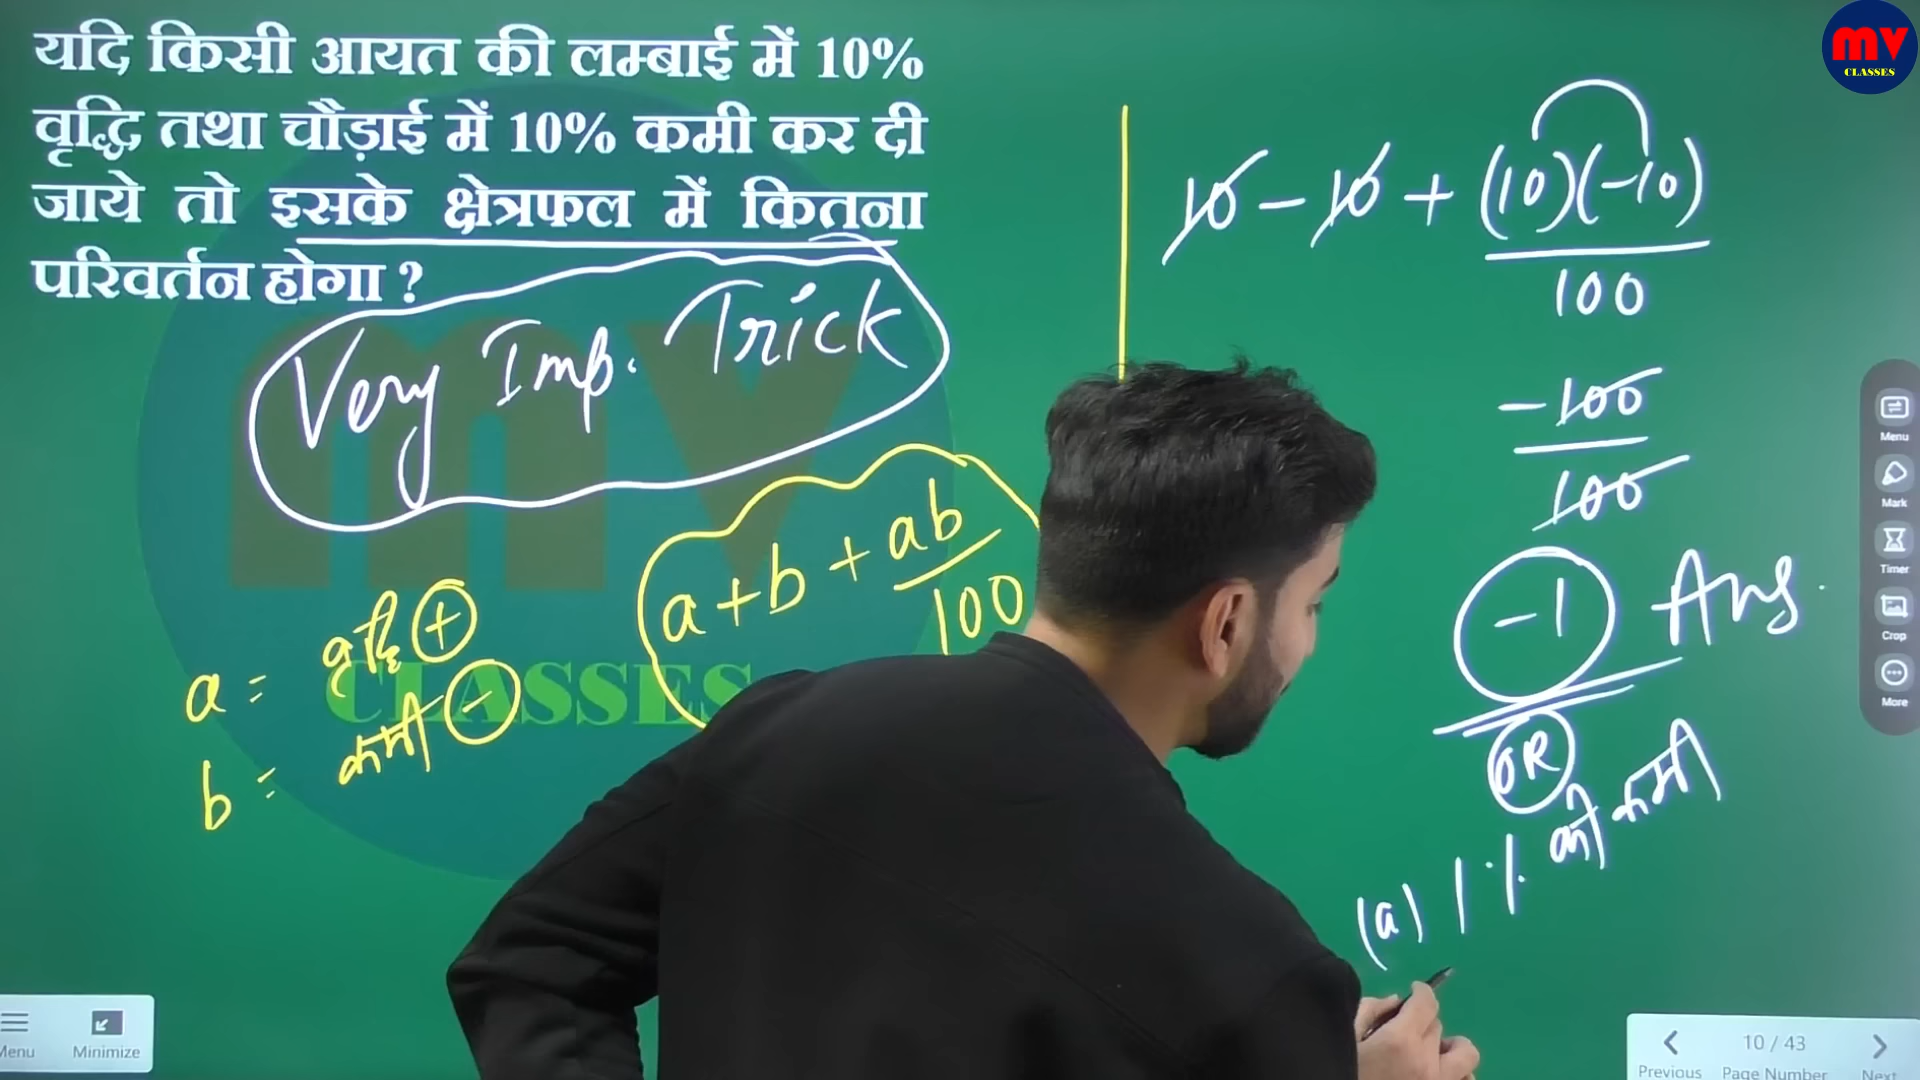 यदि किसी आयत की लम्बाई में 10%
वृद्धि तथा चौड़ाई में 10% कमी कर दी
जाये तो इसके क्षेत्रफल में कितना
परिवर्तन होगा ?
Very Imp. Trick
a = वृद्धि +
b = कमी -
a+b+ab/100
CLASSES
mv
CLASSES
10 - 10 + (10)(-10)
100
-100
100
-1 Ans.
OR
(a) 1% की कमी
Menu
Mark
Timer
Crop
More
Menu
Minimize
10 / 43
Previous
Page Number
Next